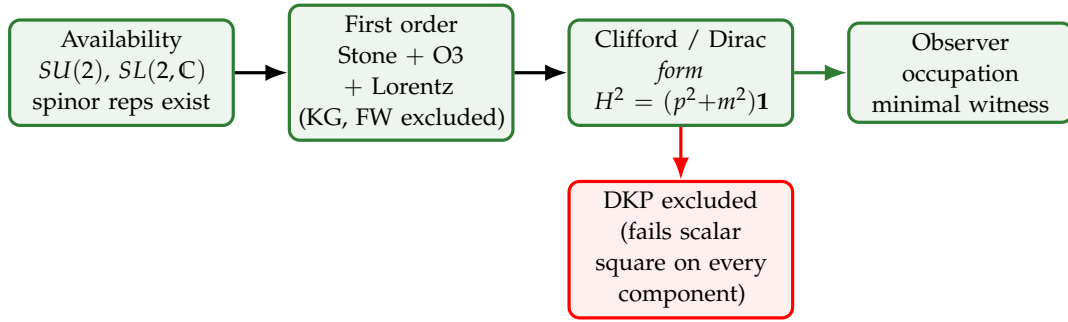 Availability
SU(2), SL(2,ℂ)
spinor reps exist
First order
Stone + O3
+ Lorentz
(KG, FW excluded)
Clifford / Dirac
form
H² = (p²+m²)𝟏
Observer
occupation
minimal witness
DKP excluded
(fails scalar
square on every
component)